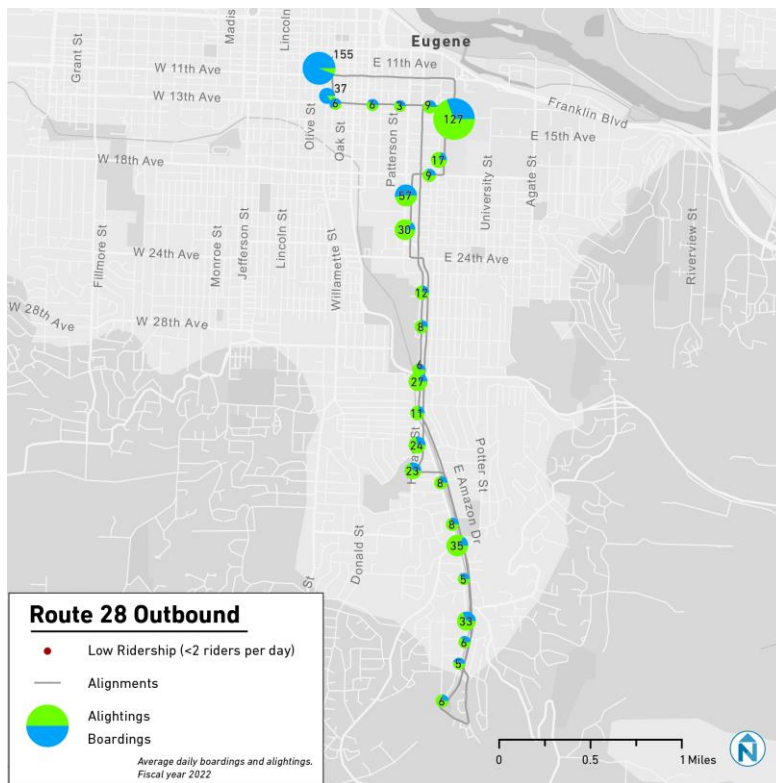 Grant St
Madis
Lincoln
155
Eugene
W 11th Ave
E 11th Ave
37
W 13th Ave
6
6
3
9
127
Franklin Blvd
Olive St
Oak St
Patterson St
E 15th Ave
W 18th Ave
17
9
University St
Agate St
57
30
Fillmore St
W 24th Ave
Monroe St
Jefferson St
Lincoln St
Willamette St
E 24th Ave
Riverview St
12
W 28th Ave
W 28th Ave
8
6
27
11
24
St
23
8
Potter St
E Amazon Dr
8
35
Donald St
St
5
33
6
5
6
Route 28 Outbound
Low Ridership (<2 riders per day)
Alignments
Alightings
Boardings
Average daily boardings and alightings.
Fiscal year 2022
0 0.5 1 Miles
N